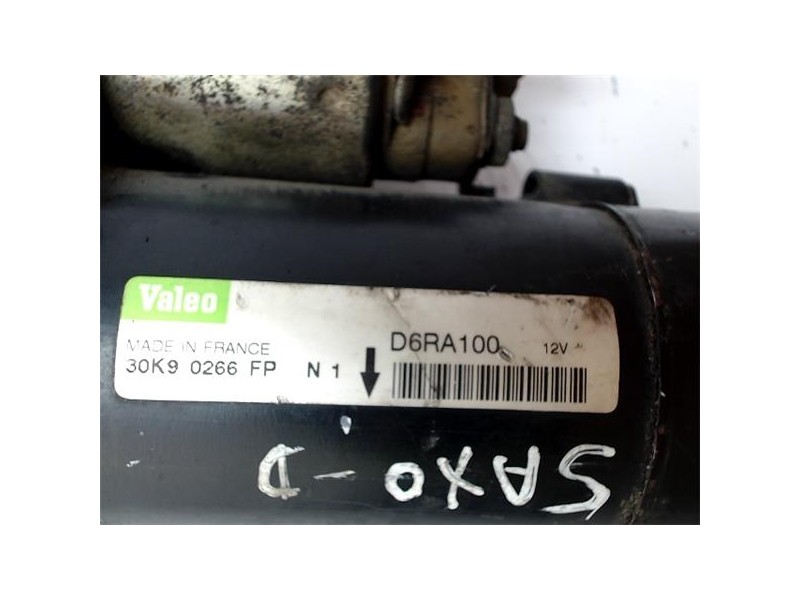 Valeo
MADE IN FRANCE
30K9 0266 FP N 1
D6RA100 12V
SAXO-D